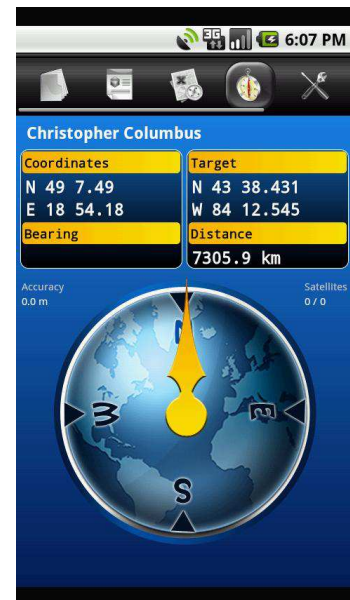 3G 6:07 PM
Christopher Columbus
Coordinates
N 49 7.49
E 18 54.18
Bearing
Target
N 43 38.431
W 84 12.545
Distance
7305.9 km
Accuracy
0.0 m
Satellites
0 / 0
N
W
E
S